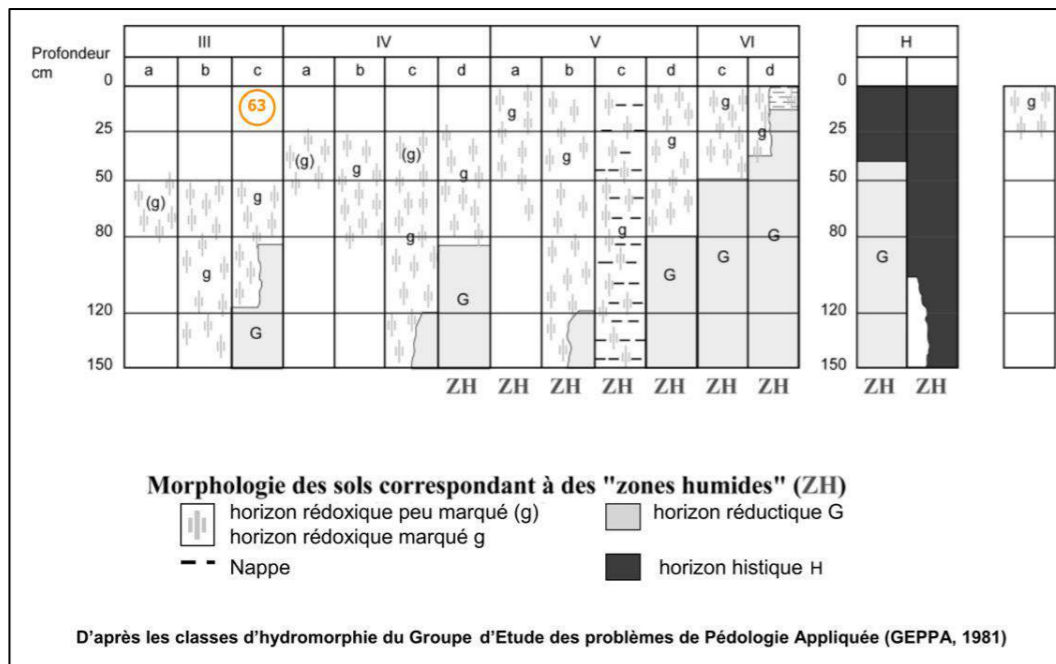 III IV V VI H
Profondeur
cm
a b c a b c d a b c d c d
0 0
63
g g g g
25 25
(g) g (g) g g g g
50 50
(g) g g
80 g 80
g G G G G G
120 120
G
150 150
ZH ZH ZH ZH ZH ZH ZH ZH ZH
Morphologie des sols correspondant à des "zones humides" (ZH)
horizon rédoxique peu marqué (g) horizon réductique G
horizon rédoxique marqué g
Nappe horizon histique H
D'après les classes d'hydromorphie du Groupe d'Etude des problèmes de Pédologie Appliquée (GEPPA, 1981)